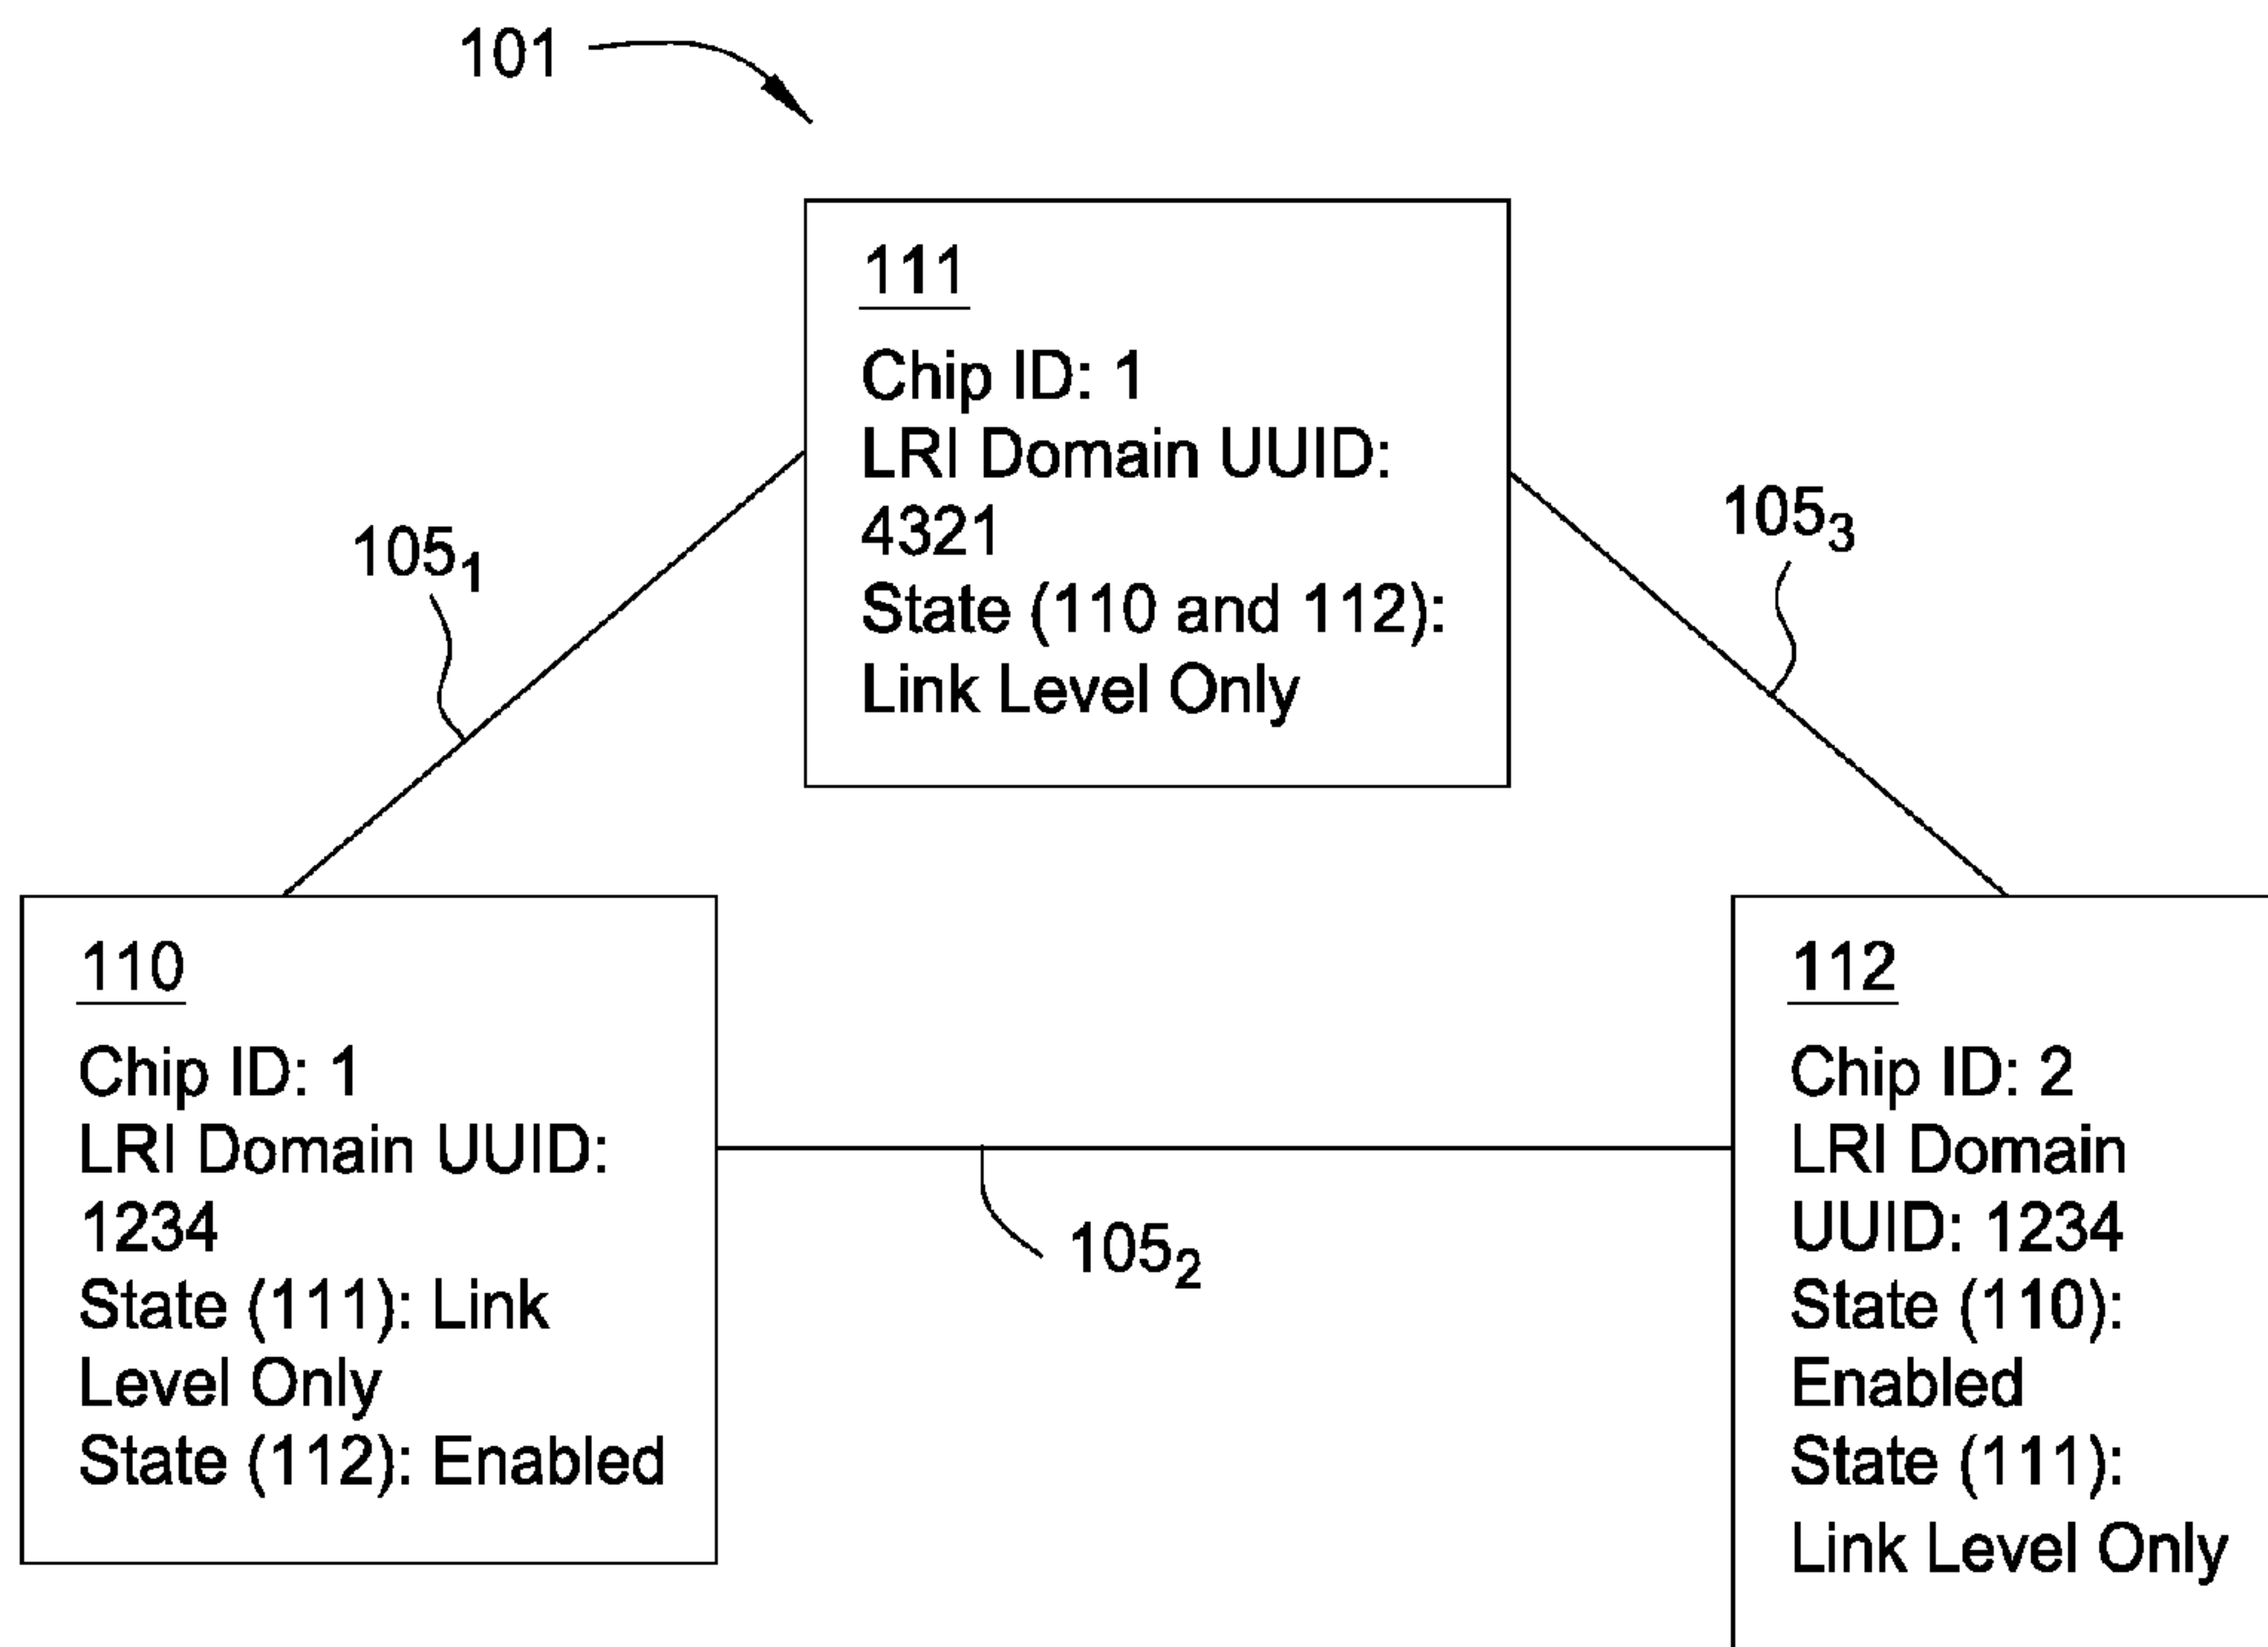 101
111
Chip ID: 1
LRI Domain UUID:
4321
State (110 and 112):
Link Level Only
105₁
105₃
110
Chip ID: 1
LRI Domain UUID:
1234
State (111): Link
Level Only
State (112): Enabled
105₂
112
Chip ID: 2
LRI Domain
UUID: 1234
State (110):
Enabled
State (111):
Link Level Only